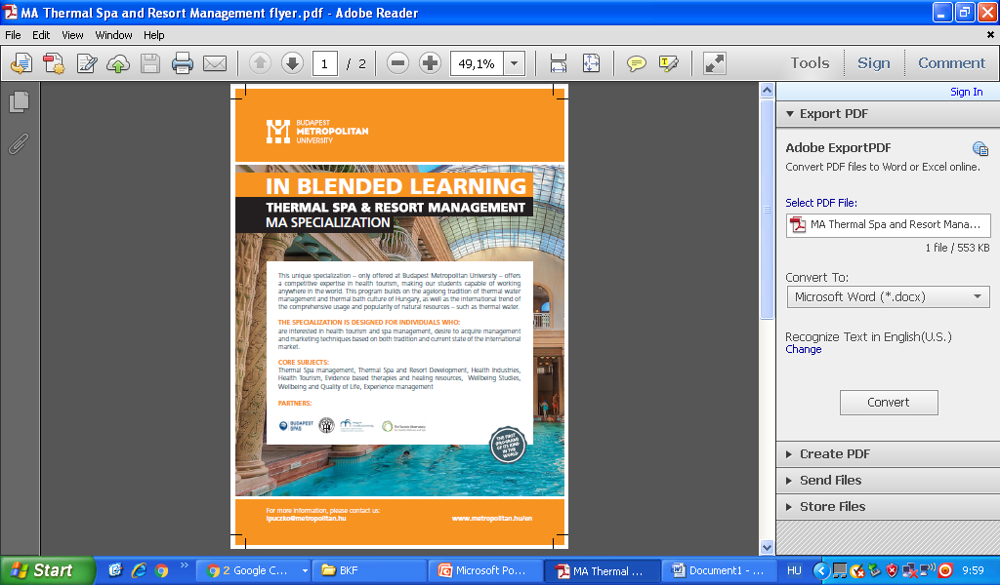 MA Thermal Spa and Resort Management flyer.pdf - Adobe Reader
File Edit View Window Help
1 / 2 49,1% Tools Sign Comment
Sign In
Export PDF
Adobe ExportPDF
Convert PDF files to Word or Excel online.
Select PDF File:
MA Thermal Spa and Resort Mana...
1 file / 553 KB
Convert To:
Microsoft Word (*.docx)
Recognize Text in English(U.S.)
Change
Convert
Create PDF
Send Files
Store Files
BUDAPEST
METROPOLITAN
UNIVERSITY
IN BLENDED LEARNING
THERMAL SPA & RESORT MANAGEMENT
MA SPECIALIZATION
This unique specialization – only offered at Budapest Metropolitan University – offers
a competitive expertise in health tourism, making our students capable of working
anywhere in the world. This program builds on the agelong tradition of thermal water
management and thermal bath culture of Hungary, as well as the international trend of
the comprehensive usage and popularity of natural resources – such as thermal water.
THE SPECIALIZATION IS DESIGNED FOR INDIVIDUALS WHO:
are interested in health tourism and spa management, desire to acquire management
and marketing techniques based on both tradition and current state of the international
market.
CORE SUBJECTS:
Thermal Spa management, Thermal Spa and Resort Development, Health Industries,
Health Tourism, Evidence based therapies and healing resources, Wellbeing Studies,
Wellbeing and Quality of Life, Experience management
PARTNERS:
BUDAPEST
SPAS
THE FIRST
PROGRAM
OF ITS KIND
IN THE
WORLD
For more information, please contact us:
lpuczko@metropolitan.hu
www.metropolitan.hu/en
Start 2 Google C... BKF Microsoft Po... MA Thermal ... Document1 - ... HU 9:59